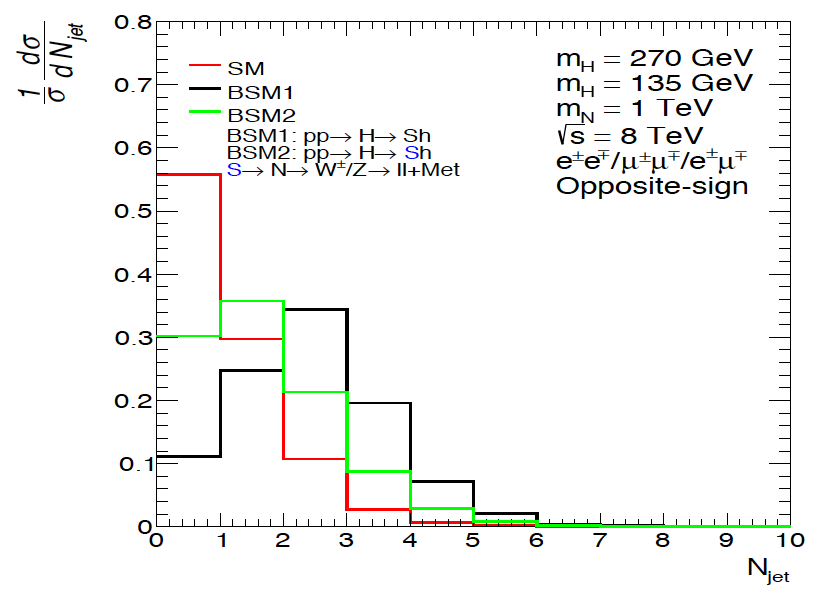 1/σ dσ/dN_jet
0.8
0.7
0.6
0.5
0.4
0.3
0.2
0.1
0
SM
BSM1
BSM2
BSM1: pp→ H→ Sh
BSM2: pp→ H→ Sh
S→ N→ W±/Z→ ll+Met
m_H = 270 GeV
m_H = 135 GeV
m_N = 1 TeV
√s = 8 TeV
e±e∓/μ±μ∓/e±μ∓
Opposite-sign
0 1 2 3 4 5 6 7 8 9 10
N_jet